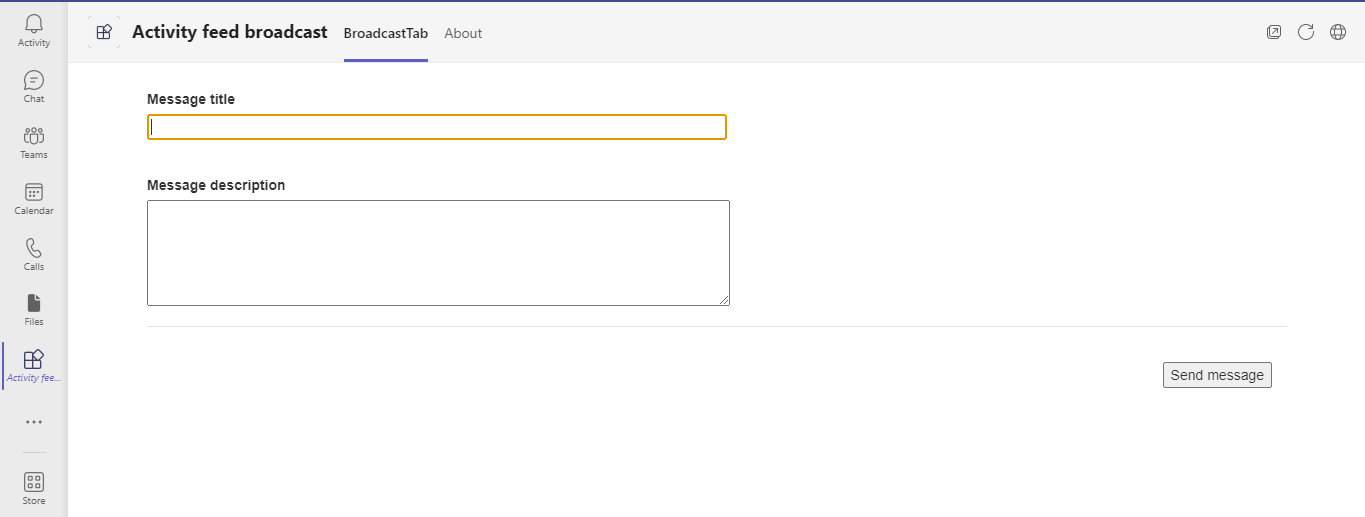 Activity
Chat
Teams
Calendar
Calls
Files
Activity fee...
Store
Activity feed broadcast BroadcastTab About
Message title
Message description
Send message